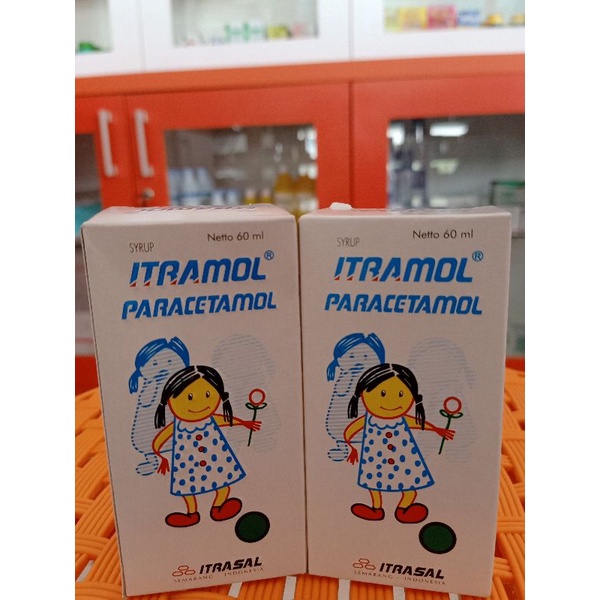 SYRUP
Netto 60 ml
ITRAMOL®
PARACETAMOL
ITRASAL
SEMARANG - INDONESIA
SYRUP
Netto 60 ml
ITRAMOL®
PARACETAMOL
ITRASAL
SEMARANG - INDONESIA